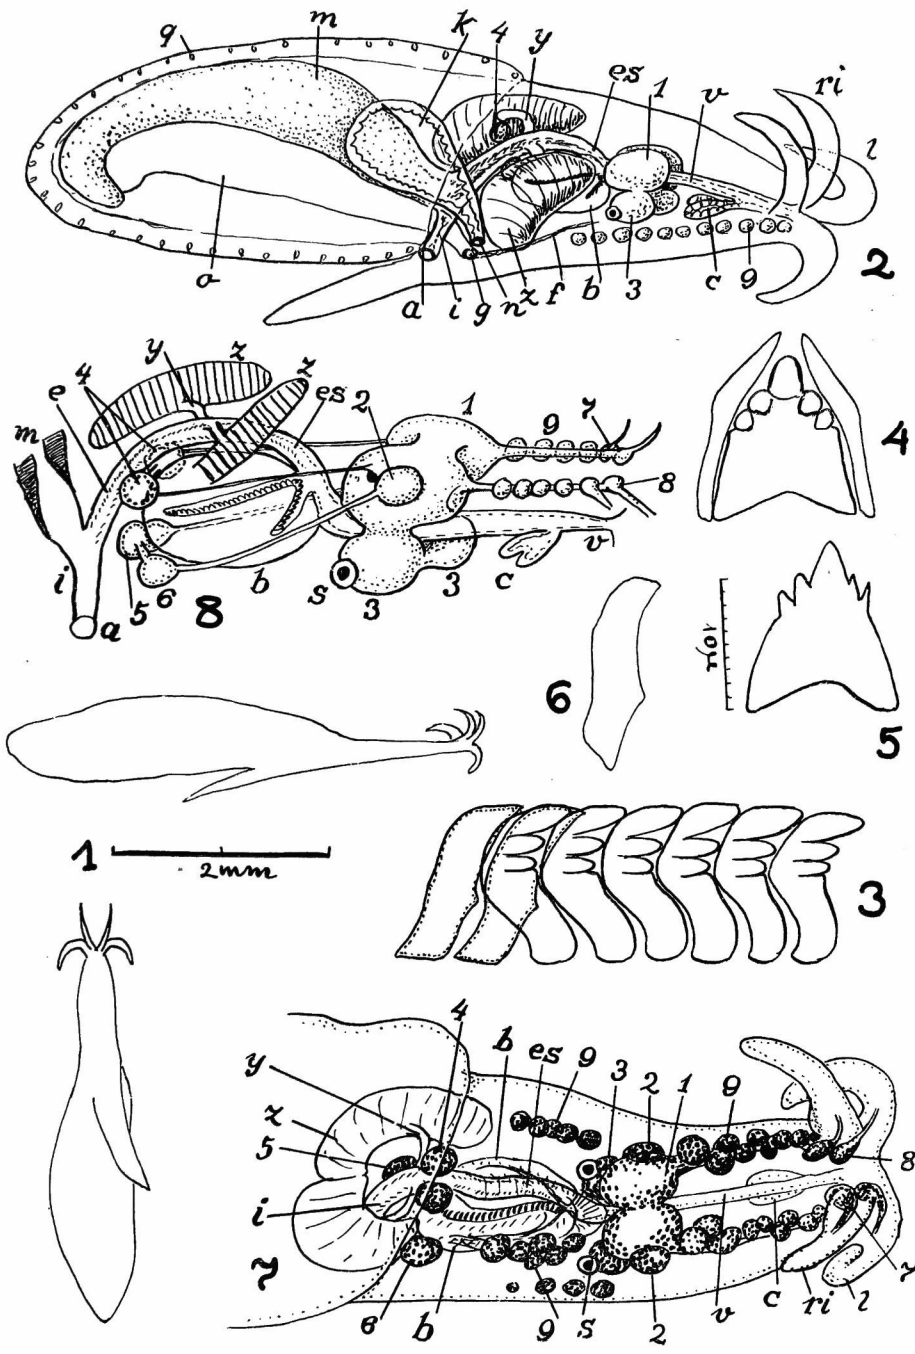 q m k 4 y es 1 v ri l
o a i g n z f b 3 c 9 2
y z z es 2 1 9 7
e 4 m 8
i a 5 6 b s 3 3 c v
8
4
6
10µ
5
1
2mm
3
4 b es 9 3 2 1 9
y
z
5
8
i
7
6 b 9 s 2 v c ri l 7